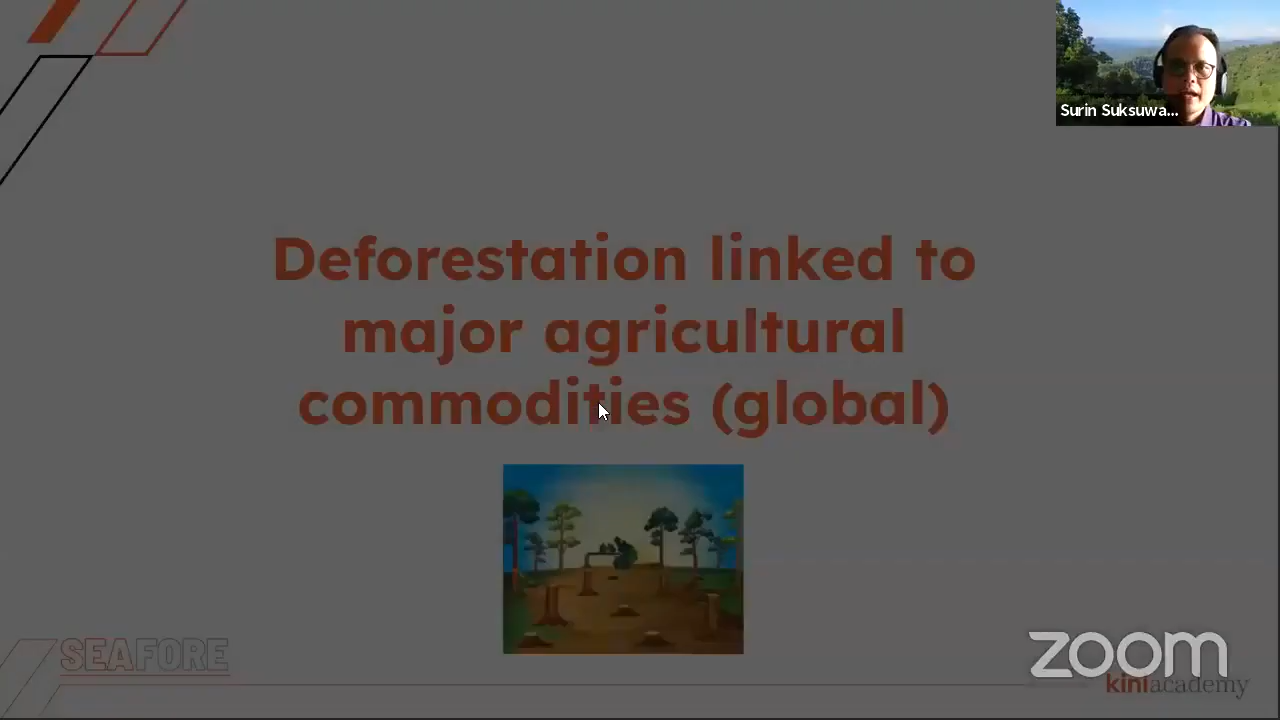 Surin Suksuwa...
Deforestation linked to
major agricultural
commodities (global)
SEAFORE
zoom
kiniacademy